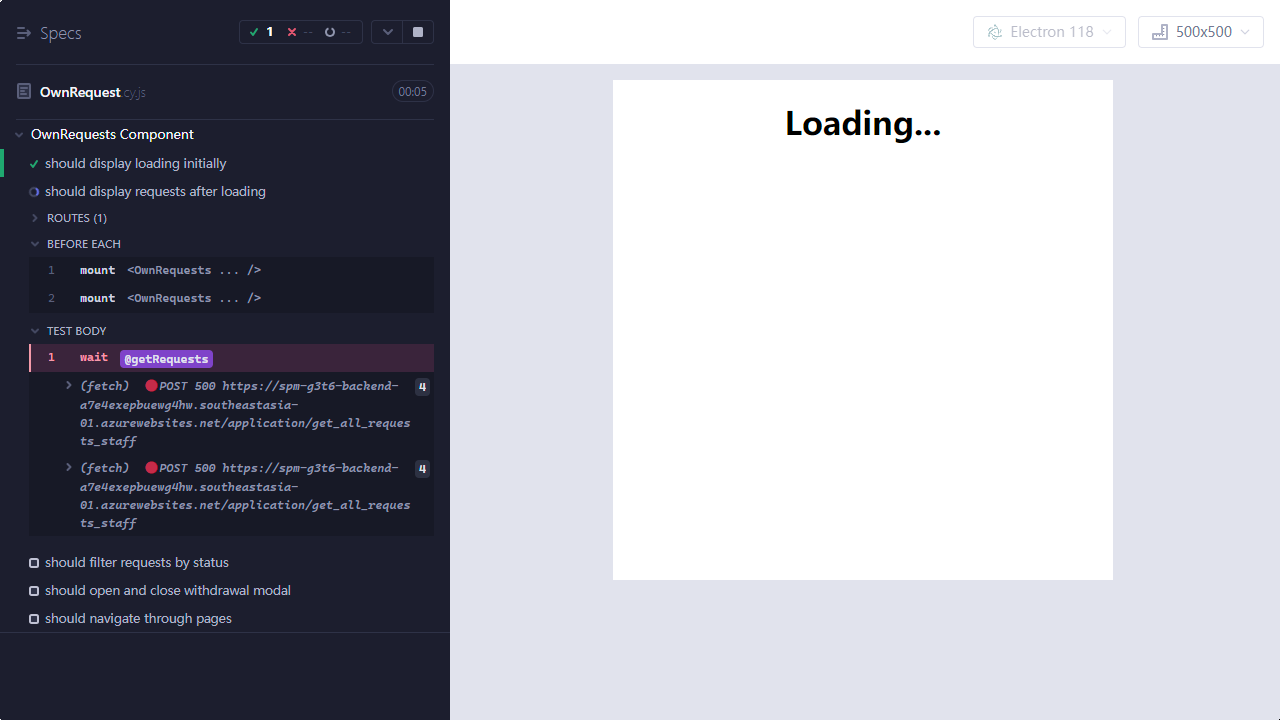 Specs
1 -- --
Electron 118
500x500
OwnRequest cy.js
00:05
OwnRequests Component
should display loading initially
should display requests after loading
ROUTES (1)
BEFORE EACH
1 mount <OwnRequests ... />
2 mount <OwnRequests ... />
TEST BODY
1 wait @getRequests
(fetch) POST 500 https://spm-g3t6-backend- 4
a7e4exepbuewg4hw.southeastasia-
01.azurewebsites.net/application/get_all_reques
ts_staff
(fetch) POST 500 https://spm-g3t6-backend- 4
a7e4exepbuewg4hw.southeastasia-
01.azurewebsites.net/application/get_all_reques
ts_staff
should filter requests by status
should open and close withdrawal modal
should navigate through pages
Loading...